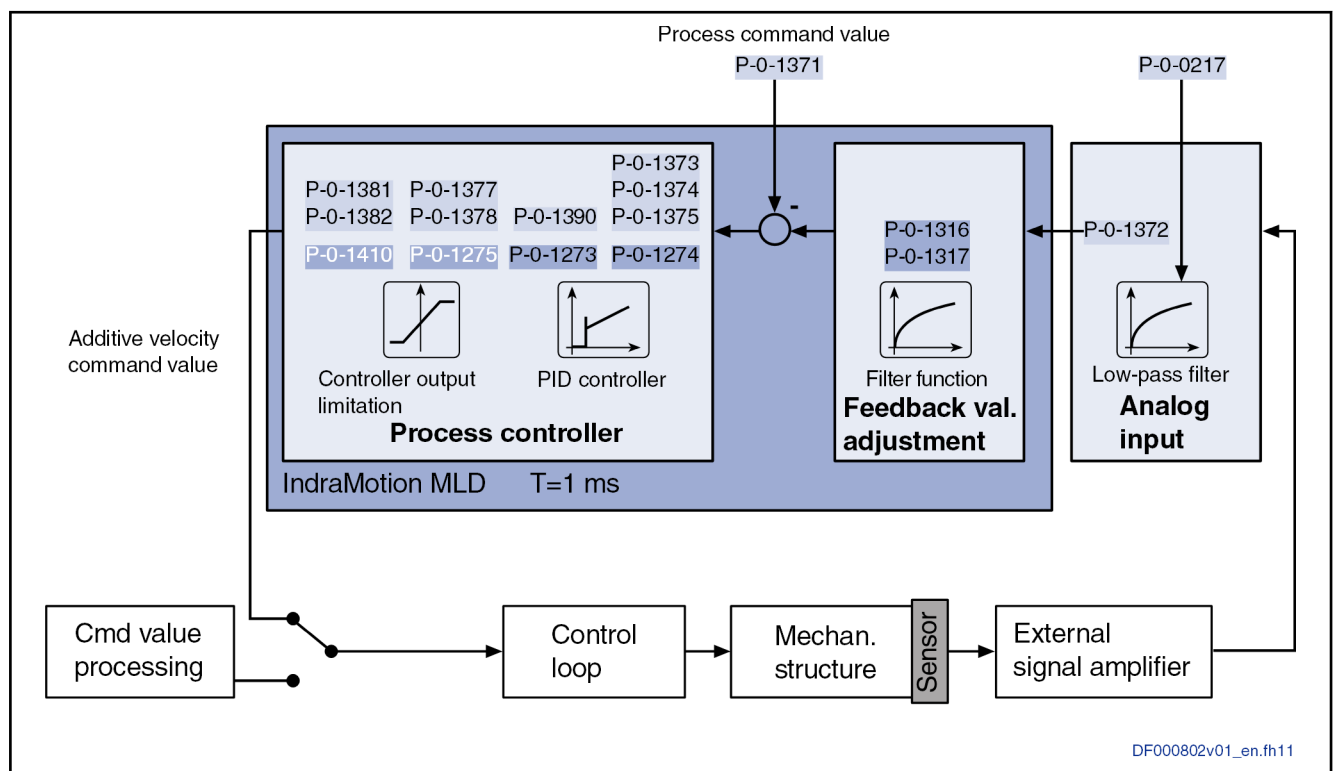 Process command value
P-0-1371
P-0-0217
P-0-1373
P-0-1381
P-0-1377
P-0-1374
P-0-1382
P-0-1378
P-0-1390
P-0-1375
P-0-1410
P-0-1275
P-0-1273
P-0-1274
-
P-0-1316
P-0-1317
P-0-1372
Additive velocity
command value
Controller output
limitation
PID controller
Process controller
Filter function
Feedback val.
adjustment
Low-pass filter
Analog
input
IndraMotion MLD T=1 ms
Cmd value
processing
Control
loop
Mechan.
structure
Sensor
External
signal amplifier
DF000802v01_en.fh11